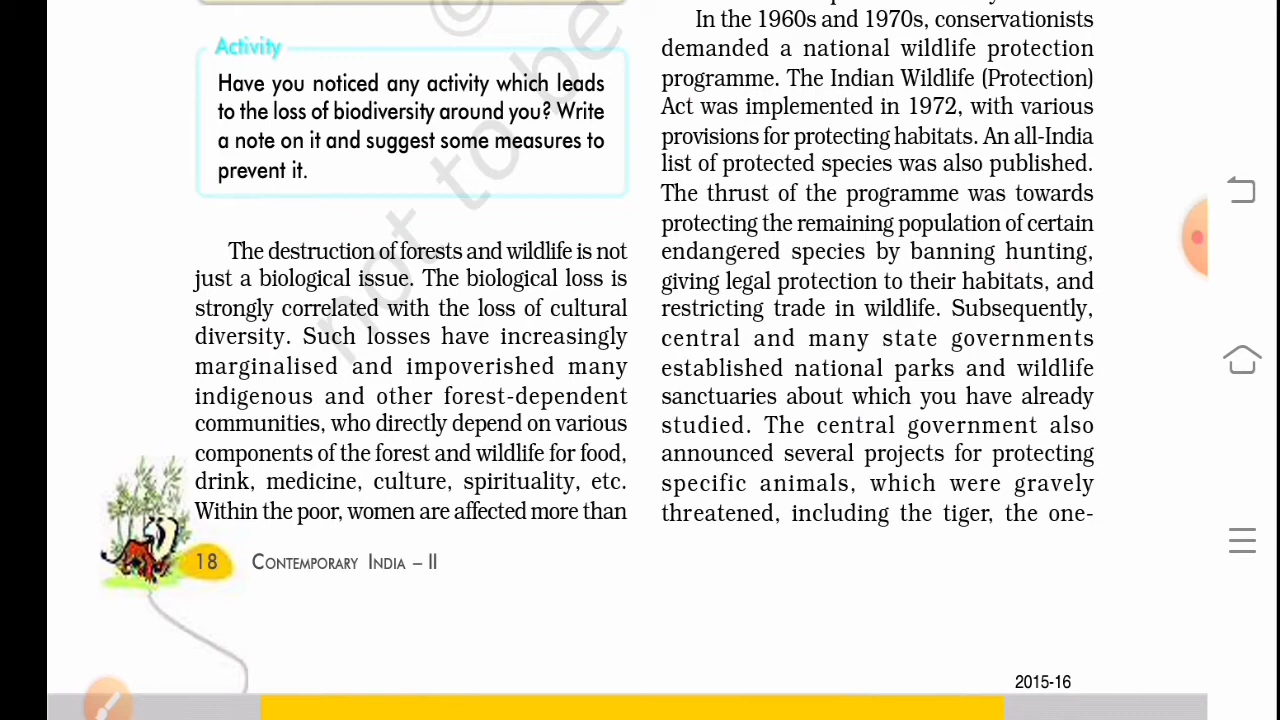 Activity
Have you noticed any activity which leads
to the loss of biodiversity around you? Write
a note on it and suggest some measures to
prevent it.
The destruction of forests and wildlife is not
just a biological issue. The biological loss is
strongly correlated with the loss of cultural
diversity. Such losses have increasingly
marginalised and impoverished many
indigenous and other forest-dependent
communities, who directly depend on various
components of the forest and wildlife for food,
drink, medicine, culture, spirituality, etc.
Within the poor, women are affected more than
In the 1960s and 1970s, conservationists
demanded a national wildlife protection
programme. The Indian Wildlife (Protection)
Act was implemented in 1972, with various
provisions for protecting habitats. An all-India
list of protected species was also published.
The thrust of the programme was towards
protecting the remaining population of certain
endangered species by banning hunting,
giving legal protection to their habitats, and
restricting trade in wildlife. Subsequently,
central and many state governments
established national parks and wildlife
sanctuaries about which you have already
studied. The central government also
announced several projects for protecting
specific animals, which were gravely
threatened, including the tiger, the one-
18 CONTEMPORARY INDIA – II
2015-16
©
not to be